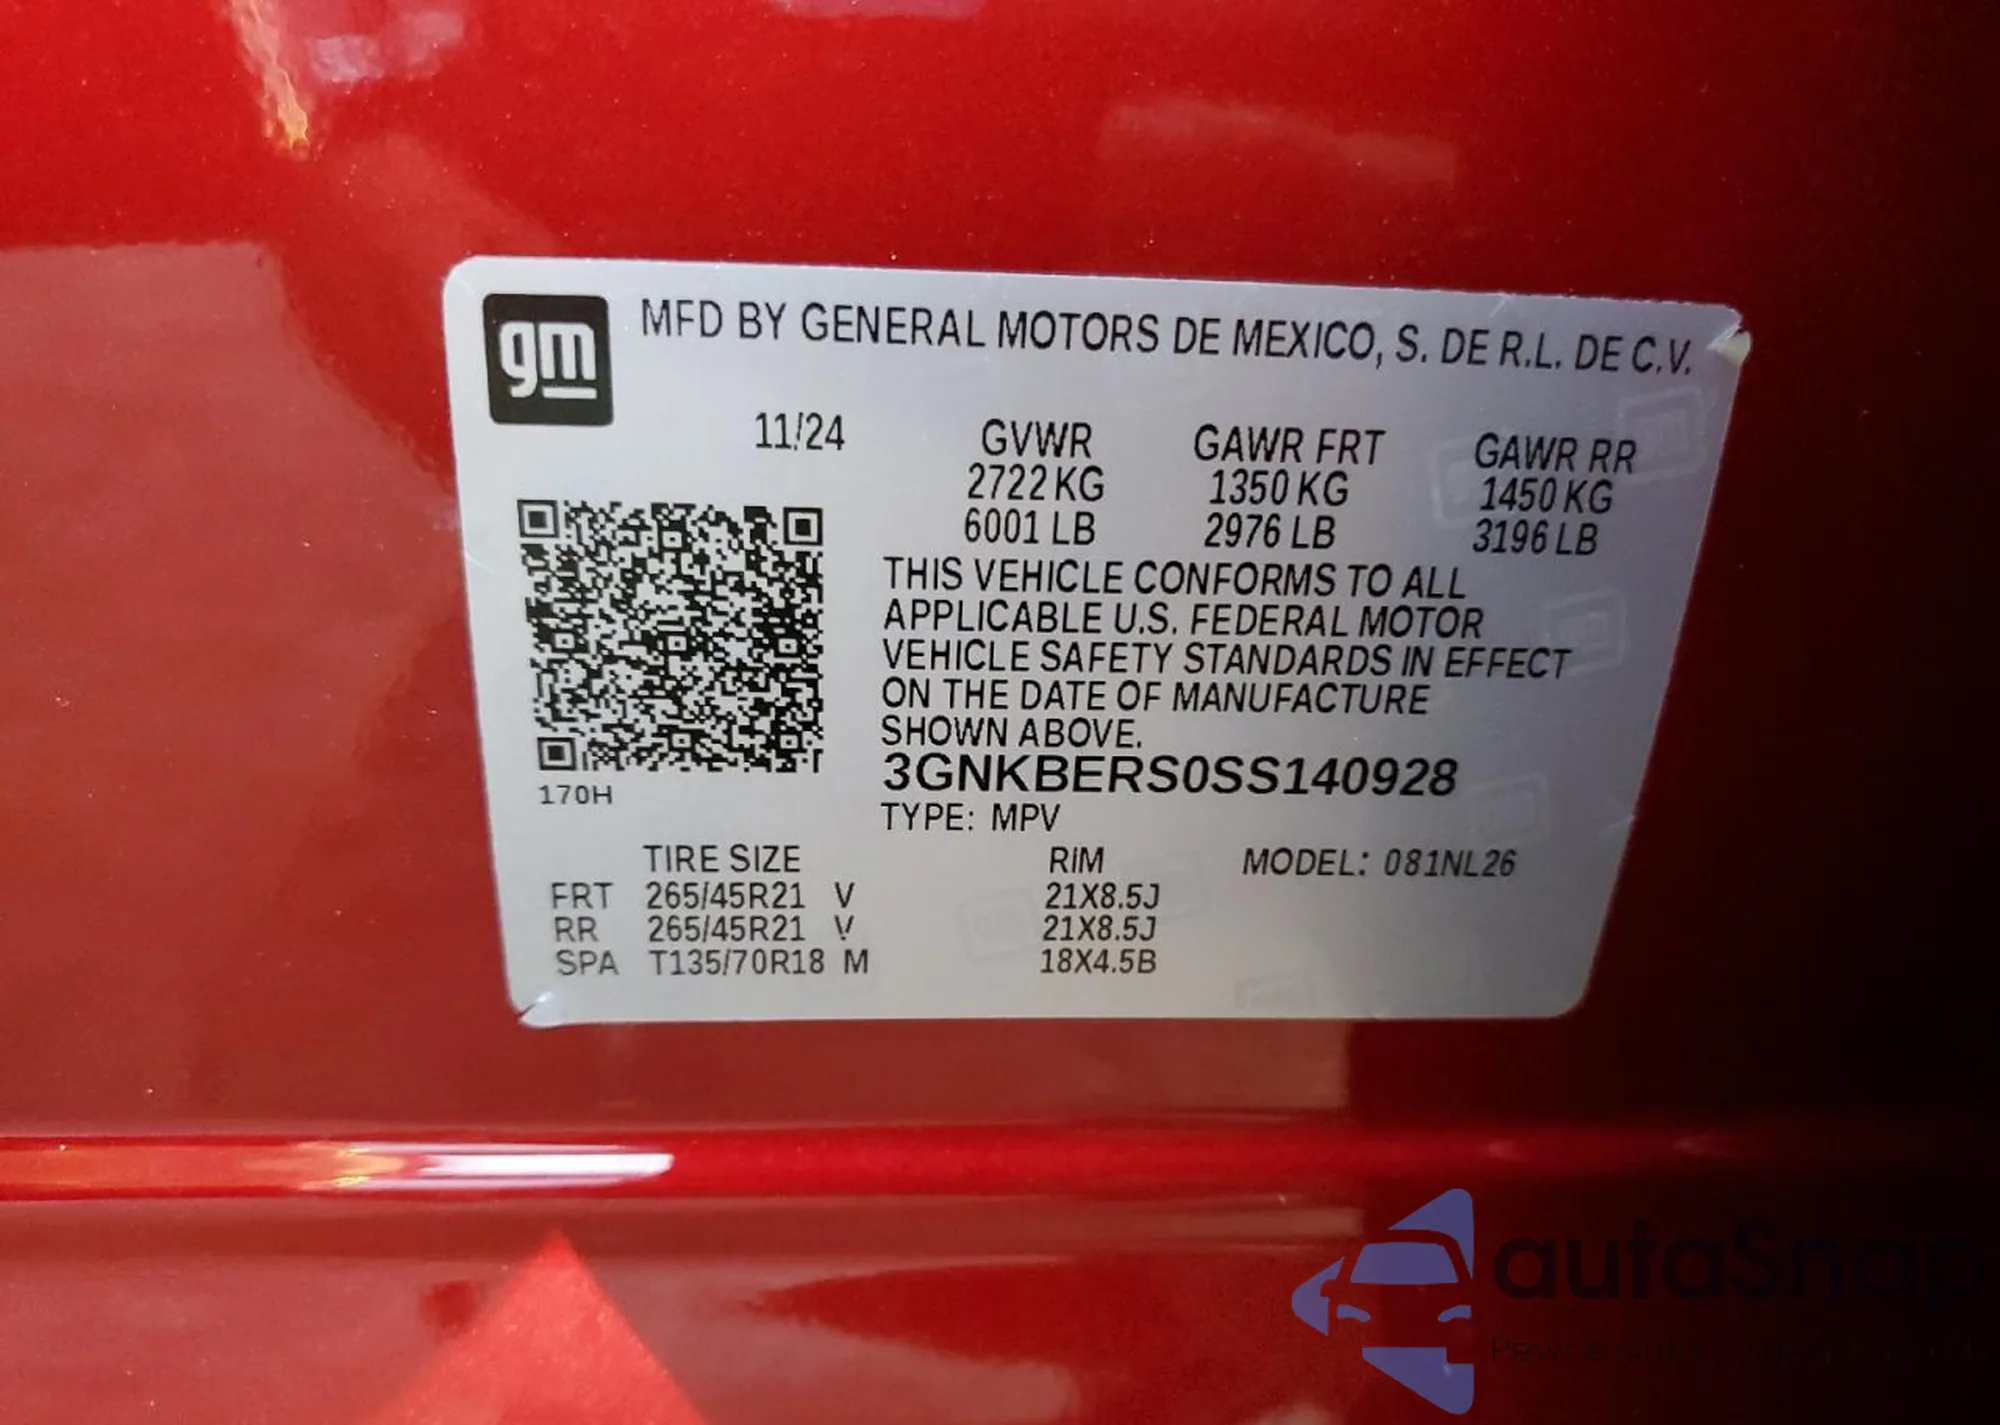 gm
MFD BY GENERAL MOTORS DE MEXICO, S. DE R.L. DE C.V.
11/24 GVWR GAWR FRT GAWR RR
2722 KG 1350 KG 1450 KG
6001 LB 2976 LB 3196 LB
THIS VEHICLE CONFORMS TO ALL
APPLICABLE U.S. FEDERAL MOTOR
VEHICLE SAFETY STANDARDS IN EFFECT
ON THE DATE OF MANUFACTURE
SHOWN ABOVE.
3GNKBERS0SS140928
170H
TYPE: MPV
TIRE SIZE RIM MODEL: 081NL26
FRT 265/45R21 V 21X8.5J
RR 265/45R21 V 21X8.5J
SPA T135/70R18 M 18X4.5B
autaSnap